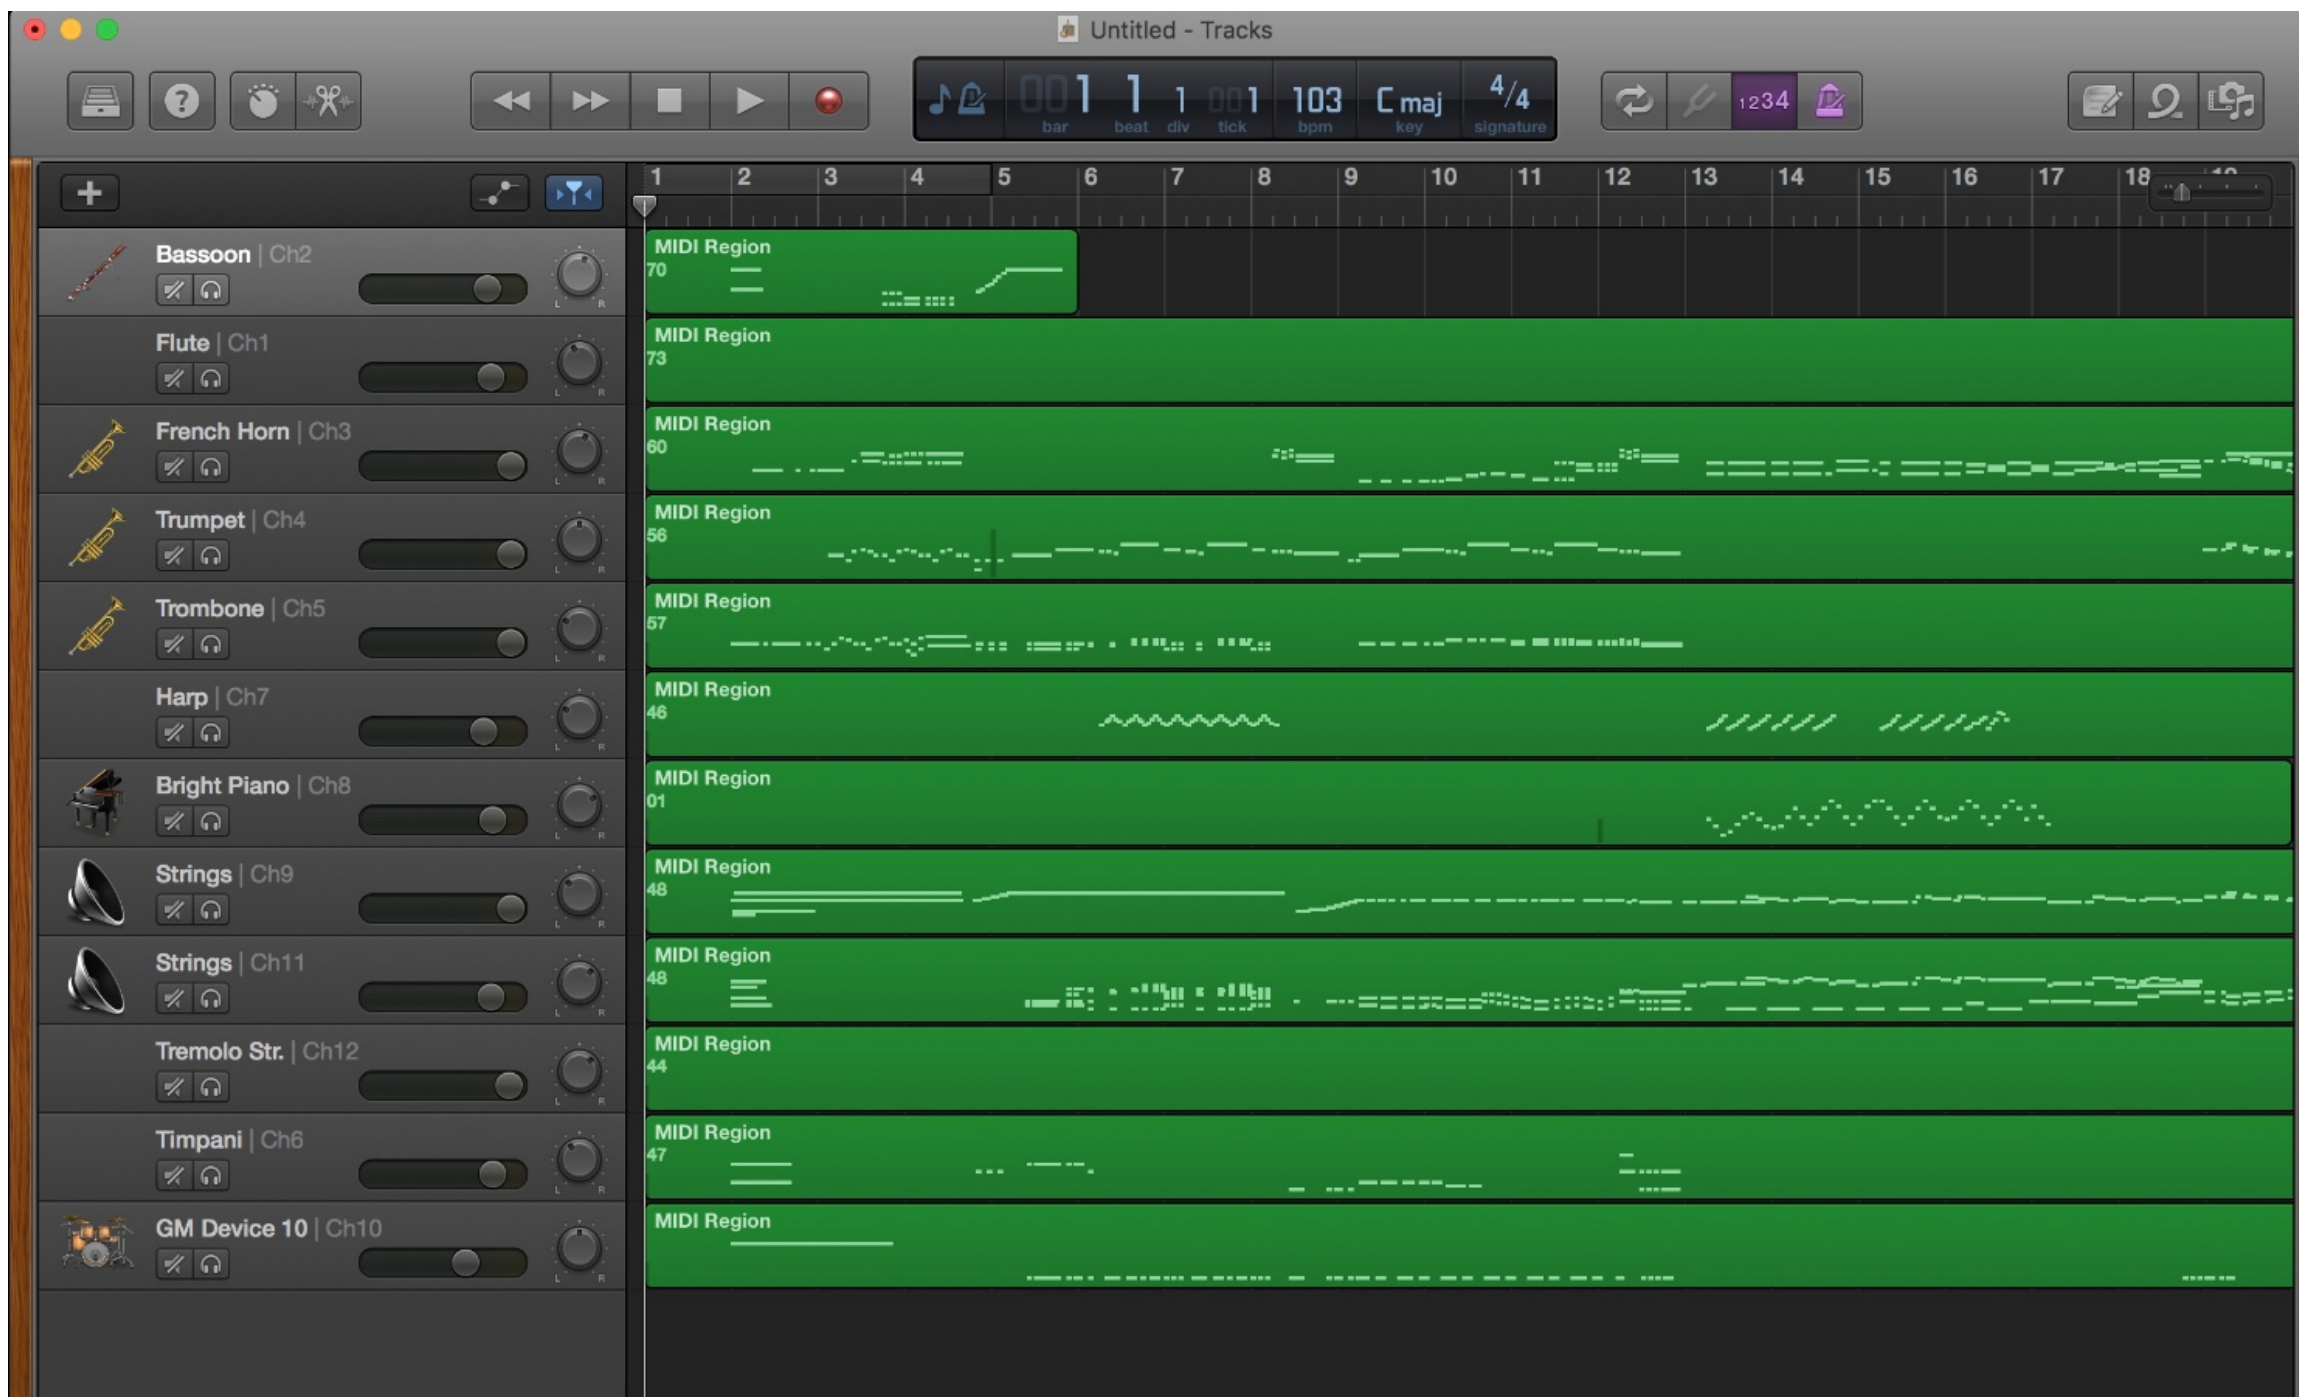 Untitled - Tracks
001 1 1 001 103 C maj 4/4
bar beat div tick bpm key signature
1234
1 2 3 4 5 6 7 8 9 10 11 12 13 14 15 16 17 18
Bassoon | Ch2
MIDI Region
70
L R
Flute | Ch1
MIDI Region
73
L R
French Horn | Ch3
MIDI Region
60
L R
Trumpet | Ch4
MIDI Region
56
L R
Trombone | Ch5
MIDI Region
57
L R
Harp | Ch7
MIDI Region
46
L R
Bright Piano | Ch8
MIDI Region
01
L R
Strings | Ch9
MIDI Region
48
L R
Strings | Ch11
MIDI Region
48
L R
Tremolo Str. | Ch12
MIDI Region
44
L R
Timpani | Ch6
MIDI Region
47
L R
GM Device 10 | Ch10
MIDI Region
L R